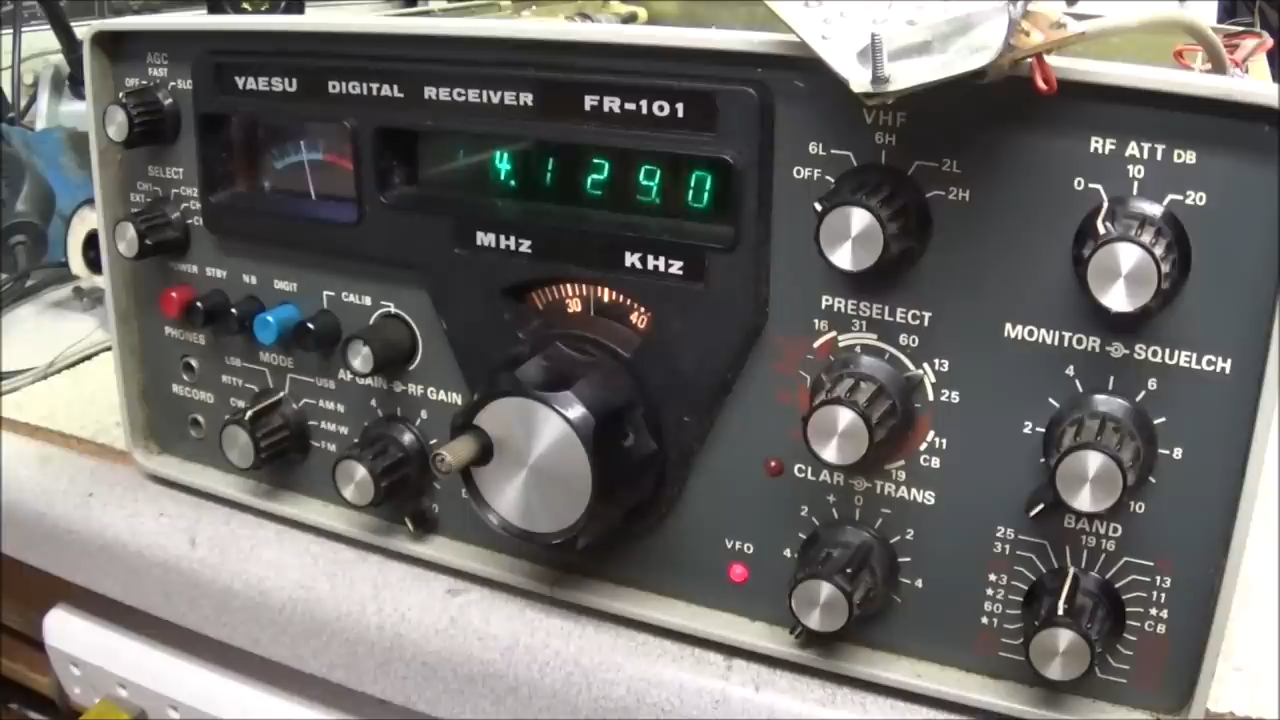 YAESU DIGITAL RECEIVER FR-101
AGC
FAST
OFF SLO
4.1 2 9.0
MHz KHz
SELECT
CH1 CH2
EXT
STBY NB DIGIT CALIB
PHONES
RECORD
MODE
LSB USB
RTTY AM·N
CW AM·W
FM
AF GAIN RF GAIN
4 6
30 40
VHF
6H
6L 2L
OFF 2H
RF ATT DB
10
0 20
PRESELECT
16 31 60
13
25
11
CB
19
MONITOR SQUELCH
4 6
2 8
10
CLAR TRANS
+ 0 -
2 2
4 4
VFO
BAND
25 19 16
31
★3 13
★2 11
60 ★4
★1 CB